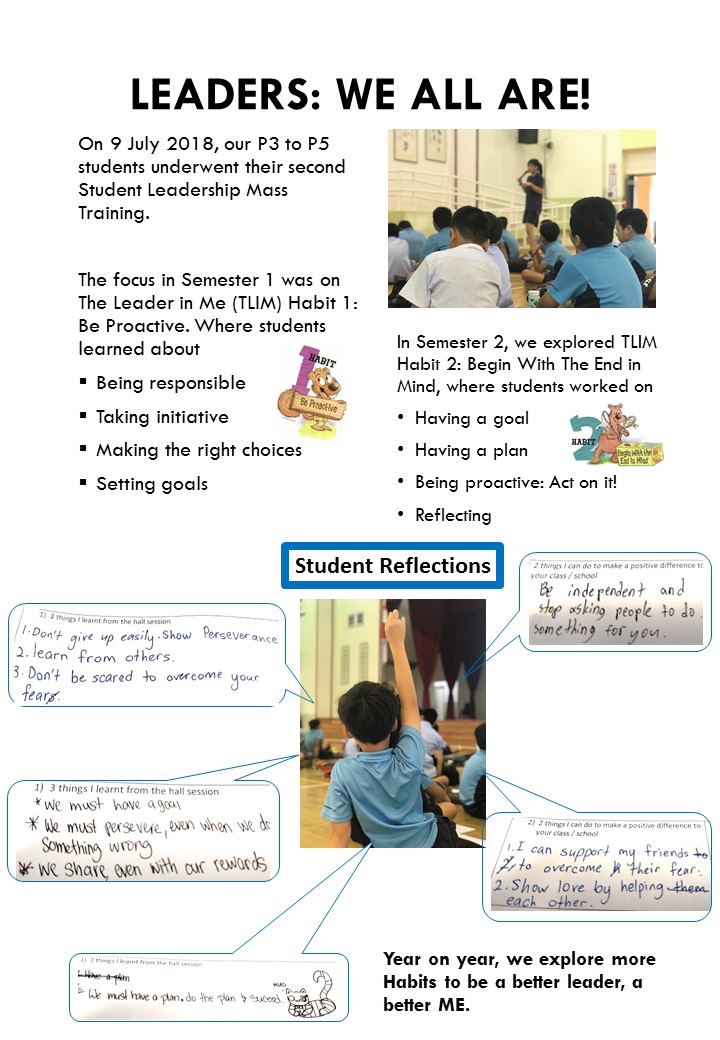 LEADERS: WE ALL ARE!
On 9 July 2018, our P3 to P5
students underwent their second
Student Leadership Mass
Training.
The focus in Semester 1 was on
The Leader in Me (TLIM) Habit 1:
Be Proactive. Where students
learned about
▪ Being responsible
▪ Taking initiative
▪ Making the right choices
▪ Setting goals
HABIT
1
Be Proactive
In Semester 2, we explored TLIM
Habit 2: Begin With The End in
Mind, where students worked on
• Having a goal
• Having a plan
• Being proactive: Act on it!
• Reflecting
HABIT
2
Begin With the
End in Mind
Student Reflections
2 things I can do to make a positive difference to
your class / school
Be independent and
stop asking people to do
something for you.
1) 3 things I learnt from the hall session
1. Don't give up easily. Show Perseverance
2. learn from others.
3. Don't be scared to overcome your
fears.
1) 3 things I learnt from the hall session
* we must have a goal
* We must persevere, even when we do
something wrong
* we share, even with our rewards
2) 2 things I can do to make a positive difference to
your class / school
1. I can support my friends to
to overcome their fear.
2. Show love by helping them
each other.
1) 3 things I learnt from the hall session
1. Have a plan
We must have a plan. do the plan & suceed.
Year on year, we explore more
Habits to be a better leader, a
better ME.